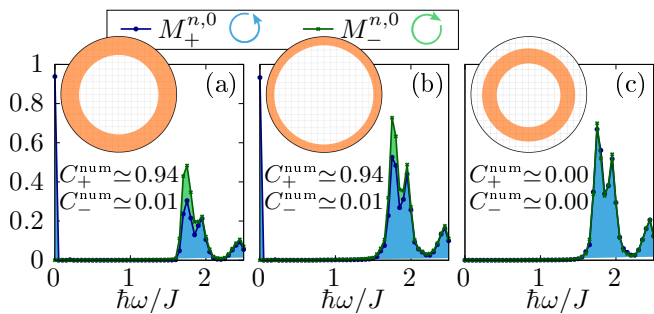 M_+^{n,0} M_-^{n,0}
1 (a) (b) (c)
0.8
0.6
0.4 C_+^{num}≃0.94 C_+^{num}≃0.94 C_+^{num}≃0.00
0.2 C_-^{num}≃0.01 C_-^{num}≃0.01 C_-^{num}≃0.00
0
0 1 2 0 1 2 0 1 2
ħω/J ħω/J ħω/J